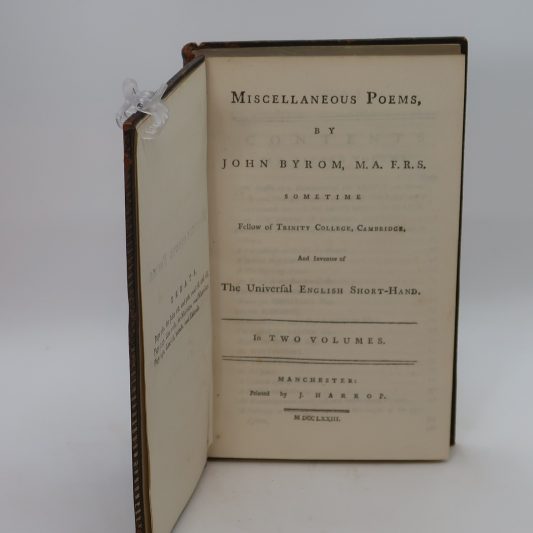 ERRATA.
MISCELLANEOUS POEMS,
BY
JOHN BYROM, M.A. F.R.S.
SOMETIME
Fellow of TRINITY COLLEGE, CAMBRIDGE,
And Inventor of
The Universal ENGLISH SHORT-HAND.
In TWO VOLUMES.
MANCHESTER:
Printed by J. HARROP.
M DCC LXXIII.